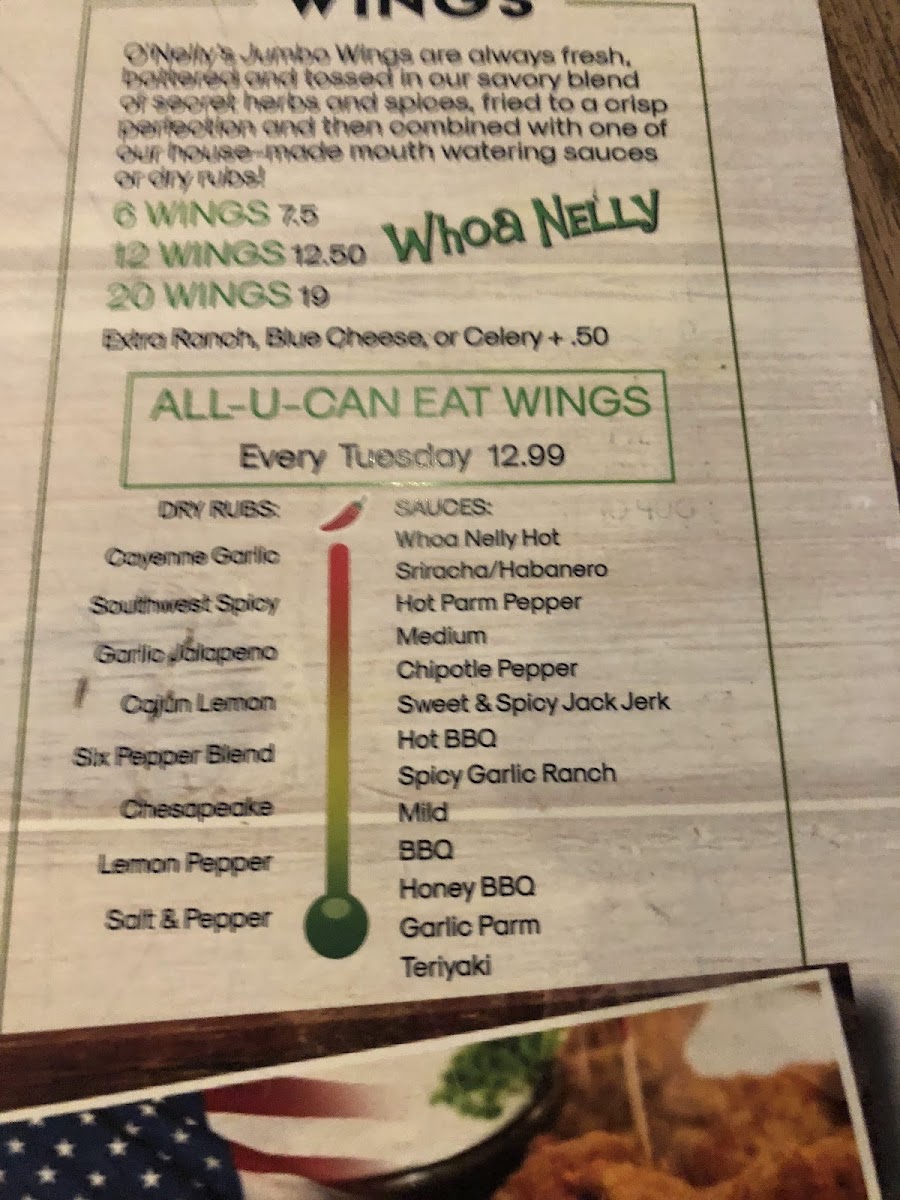 WINGS
O'Nelly's Jumbo Wings are always fresh,
battered and tossed in our savory blend
of secret herbs and spices, fried to a crisp
perfection and then combined with one of
our house-made mouth watering sauces
or dry rubs!
6 WINGS 7.5
12 WINGS 12.50
Whoa NELLY
20 WINGS 19
Extra Ranch, Blue Cheese, or Celery + .50
ALL-U-CAN EAT WINGS
Every Tuesday 12.99
DRY RUBS:
Cayenne Garlic
Southwest Spicy
Garlic Jalapeno
Cajun Lemon
Six Pepper Blend
Chesapeake
Lemon Pepper
Salt & Pepper
SAUCES:
Whoa Nelly Hot
Sriracha/Habanero
Hot Parm Pepper
Medium
Chipotle Pepper
Sweet & Spicy Jack Jerk
Hot BBQ
Spicy Garlic Ranch
Mild
BBQ
Honey BBQ
Garlic Parm
Teriyaki